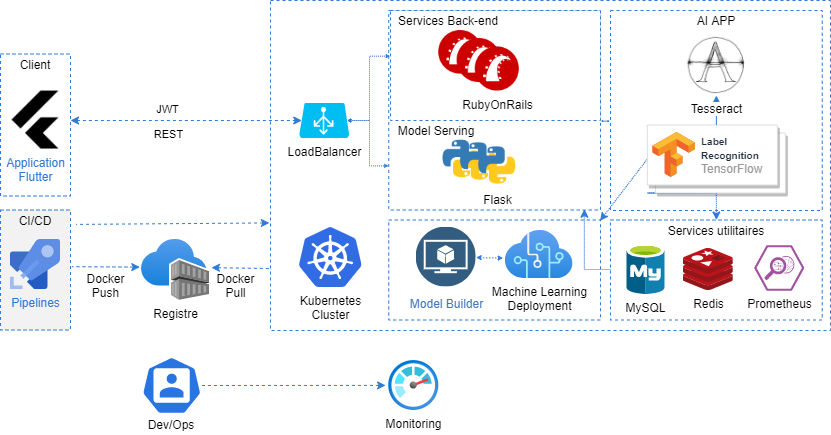 Client
Application
Flutter
CI/CD
Pipelines
JWT
REST
LoadBalancer
Services Back-end
RubyOnRails
Model Serving
Flask
AI APP
Tesseract
Label
Recognition
TensorFlow
Docker
Push
Registre
Docker
Pull
Kubernetes
Cluster
Model Builder
Machine Learning
Deployment
Services utilitaires
My
MySQL
Redis
Prometheus
Dev/Ops
Monitoring